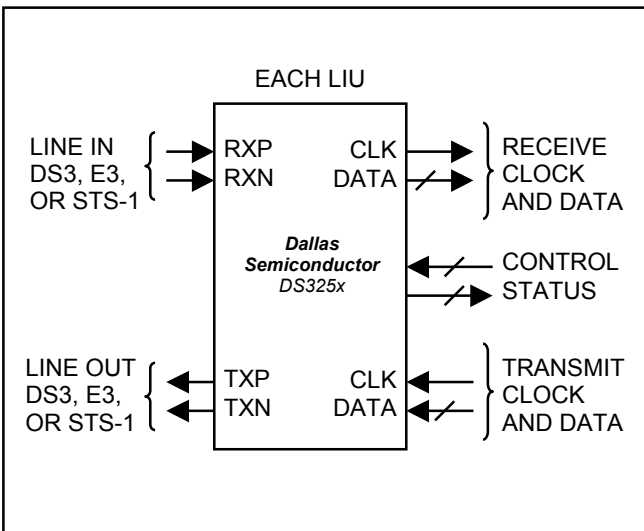 EACH LIU
LINE IN
DS3, E3,
OR STS-1
RXP
RXN
CLK
DATA
RECEIVE
CLOCK
AND DATA
Dallas
Semiconductor
DS325x
CONTROL
STATUS
LINE OUT
DS3, E3,
OR STS-1
TXP
TXN
CLK
DATA
TRANSMIT
CLOCK
AND DATA